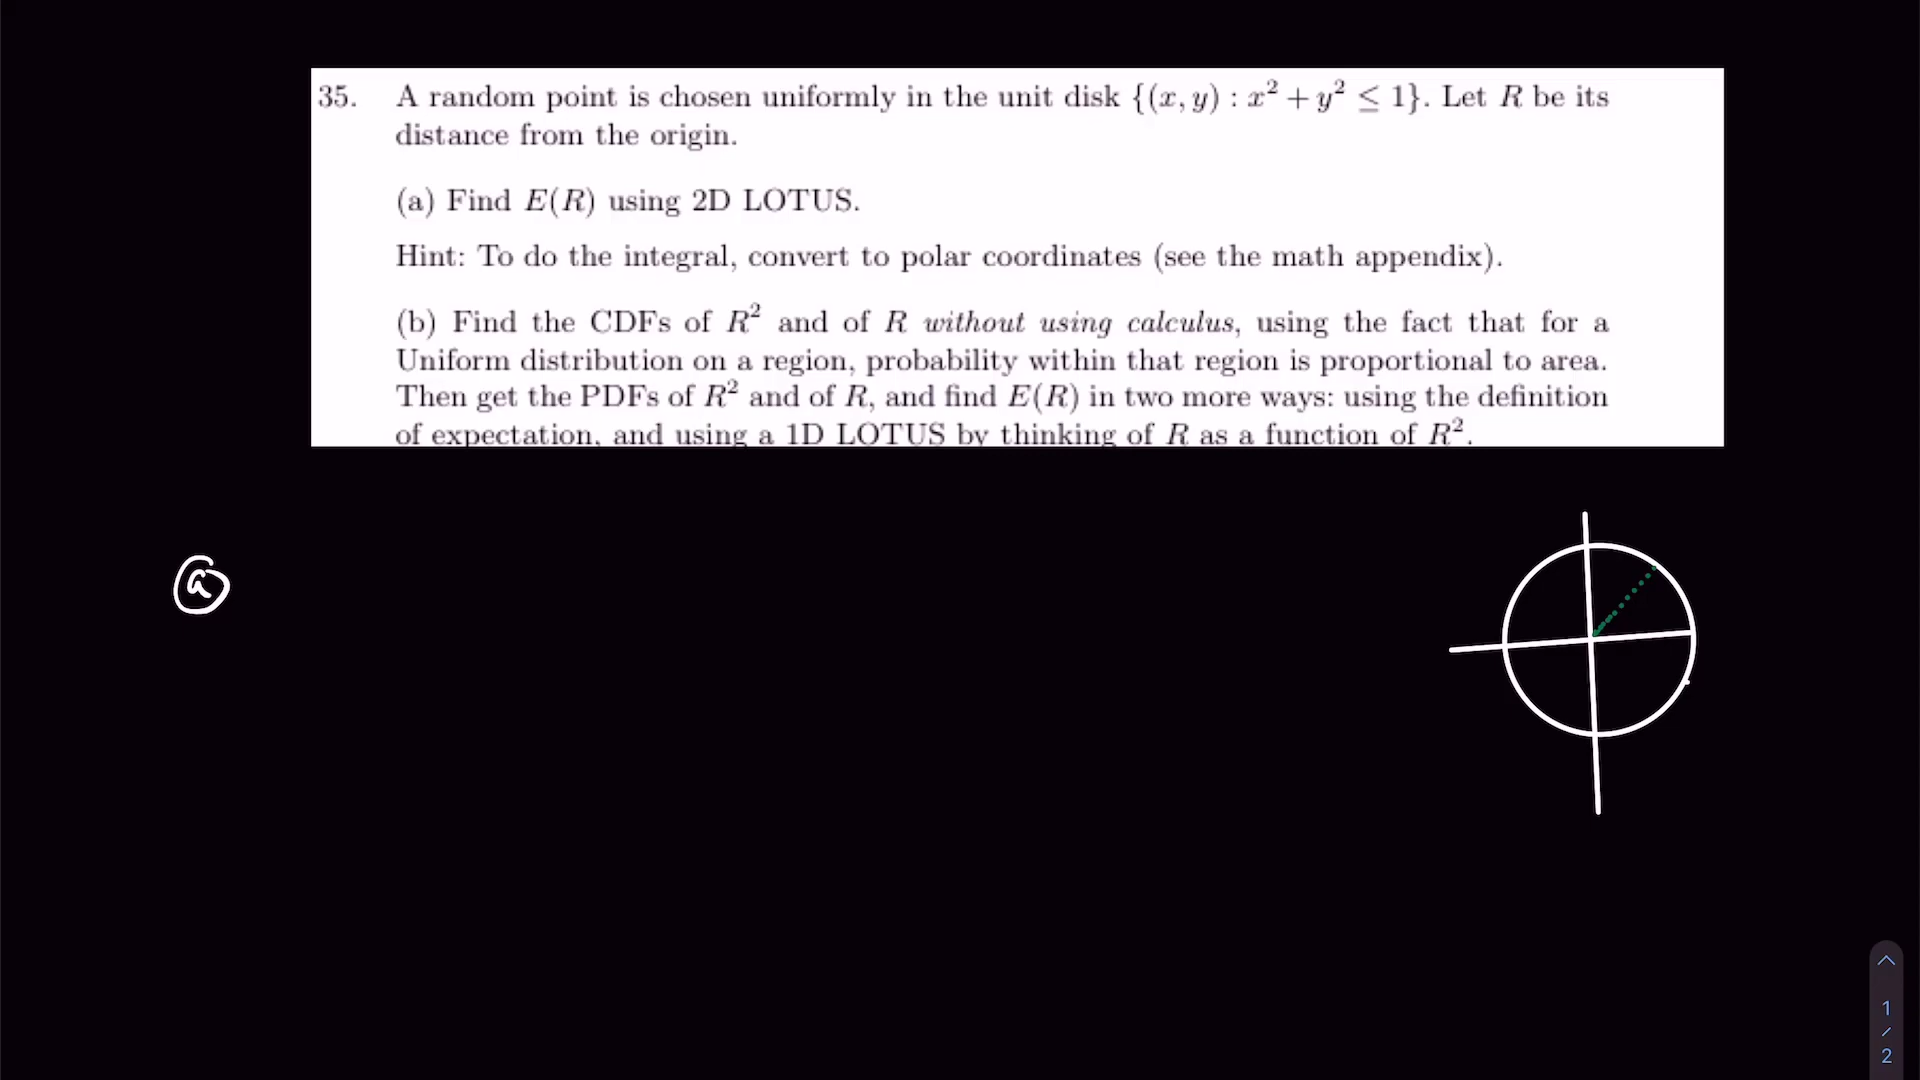 35. A random point is chosen uniformly in the unit disk {(x, y) : x² + y² ≤ 1}. Let R be its
distance from the origin.
(a) Find E(R) using 2D LOTUS.
Hint: To do the integral, convert to polar coordinates (see the math appendix).
(b) Find the CDFs of R² and of R without using calculus, using the fact that for a
Uniform distribution on a region, probability within that region is proportional to area.
Then get the PDFs of R² and of R, and find E(R) in two more ways: using the definition
of expectation, and using a 1D LOTUS by thinking of R as a function of R².
a
1
/
2